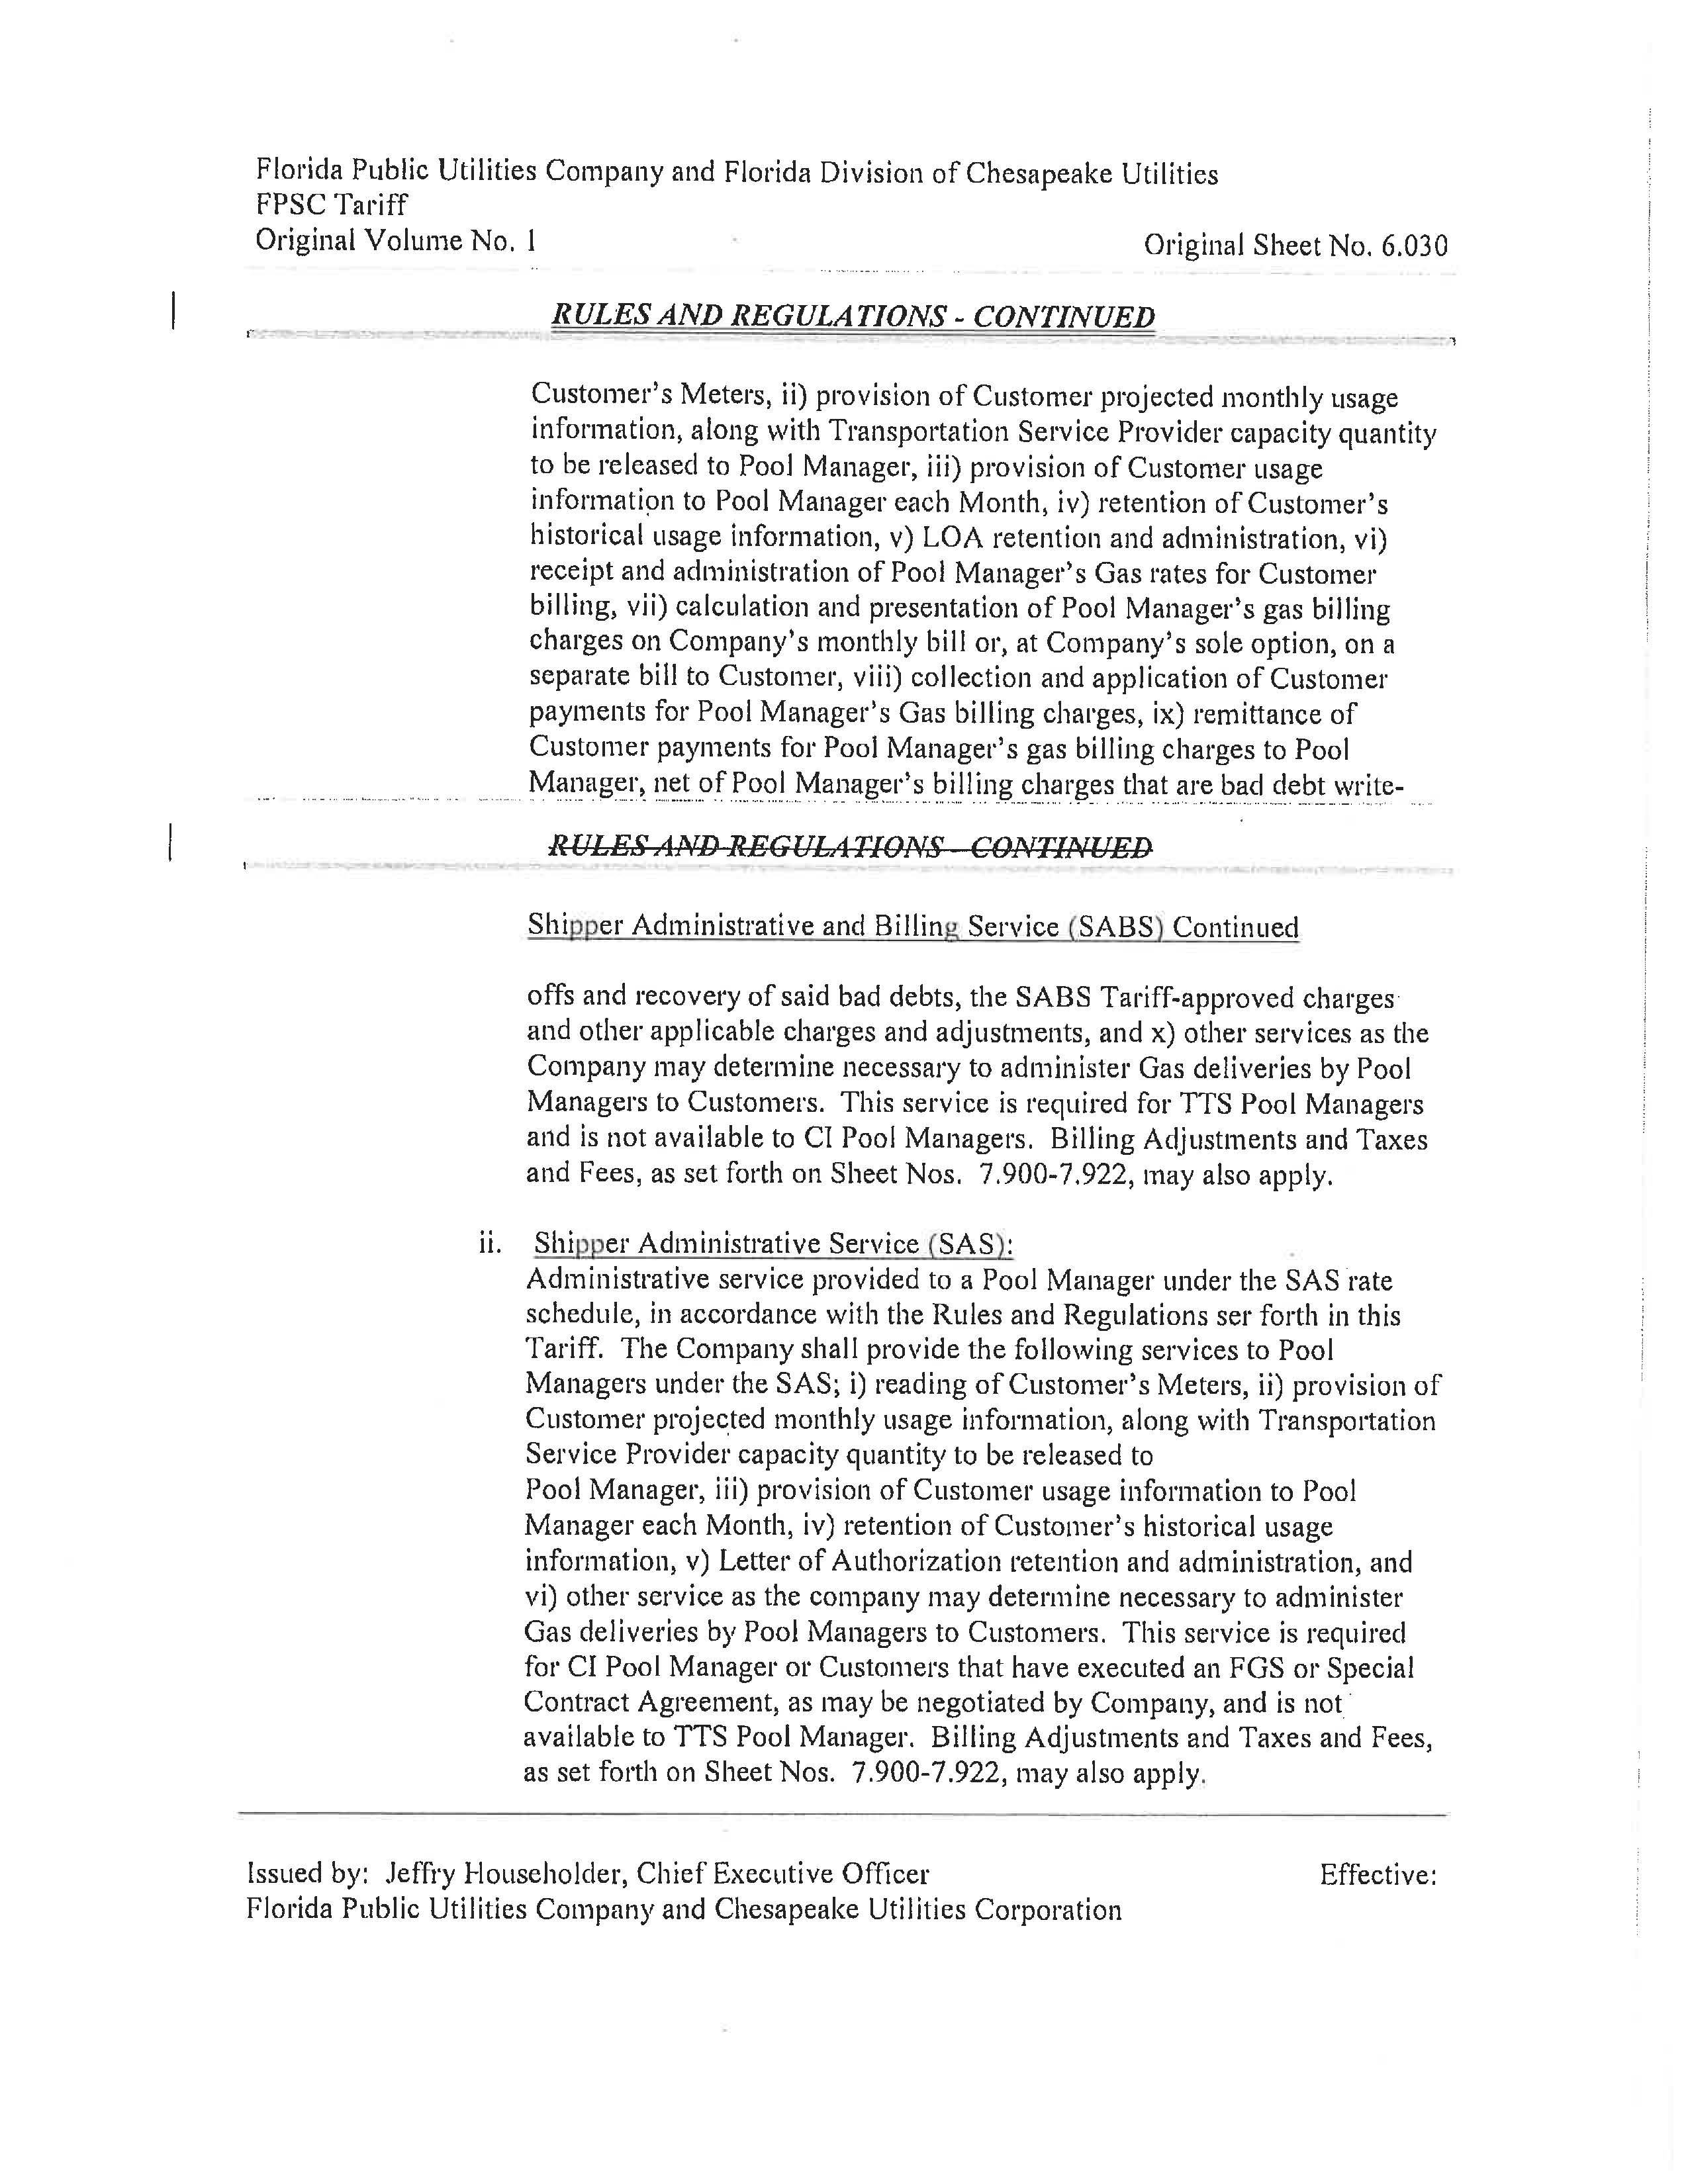 Florida Public Utilities Company and Florida Division of Chesapeake Utilities
FPSC Tariff
Original Volume No. 1
Original Sheet No. 6.030
RULES AND REGULATIONS - CONTINUED
Customer's Meters, ii) provision of Customer projected monthly usage
information, along with Transportation Service Provider capacity quantity
to be released to Pool Manager, iii) provision of Customer usage
information to Pool Manager each Month, iv) retention of Customer's
historical usage information, v) LOA retention and administration, vi)
receipt and administration of Pool Manager's Gas rates for Customer
billing, vii) calculation and presentation of Pool Manager's gas billing
charges on Company's monthly bill or, at Company's sole option, on a
separate bill to Customer, viii) collection and application of Customer
payments for Pool Manager's Gas billing charges, ix) remittance of
Customer payments for Pool Manager's gas billing charges to Pool
Manager, net of Pool Manager's billing charges that are bad debt write-
RULES AND REGULATIONS - CONTINUED
Shipper Administrative and Billing Service (SABS) Continued
offs and recovery of said bad debts, the SABS Tariff-approved charges
and other applicable charges and adjustments, and x) other services as the
Company may determine necessary to administer Gas deliveries by Pool
Managers to Customers. This service is required for TTS Pool Managers
and is not available to CI Pool Managers. Billing Adjustments and Taxes
and Fees, as set forth on Sheet Nos. 7.900-7.922, may also apply.
ii. Shipper Administrative Service (SAS):
Administrative service provided to a Pool Manager under the SAS rate
schedule, in accordance with the Rules and Regulations ser forth in this
Tariff. The Company shall provide the following services to Pool
Managers under the SAS; i) reading of Customer's Meters, ii) provision of
Customer projected monthly usage information, along with Transportation
Service Provider capacity quantity to be released to
Pool Manager, iii) provision of Customer usage information to Pool
Manager each Month, iv) retention of Customer's historical usage
information, v) Letter of Authorization retention and administration, and
vi) other service as the company may determine necessary to administer
Gas deliveries by Pool Managers to Customers. This service is required
for CI Pool Manager or Customers that have executed an FGS or Special
Contract Agreement, as may be negotiated by Company, and is not
available to TTS Pool Manager. Billing Adjustments and Taxes and Fees,
as set forth on Sheet Nos. 7.900-7.922, may also apply.
Issued by: Jeffry Householder, Chief Executive Officer
Effective:
Florida Public Utilities Company and Chesapeake Utilities Corporation